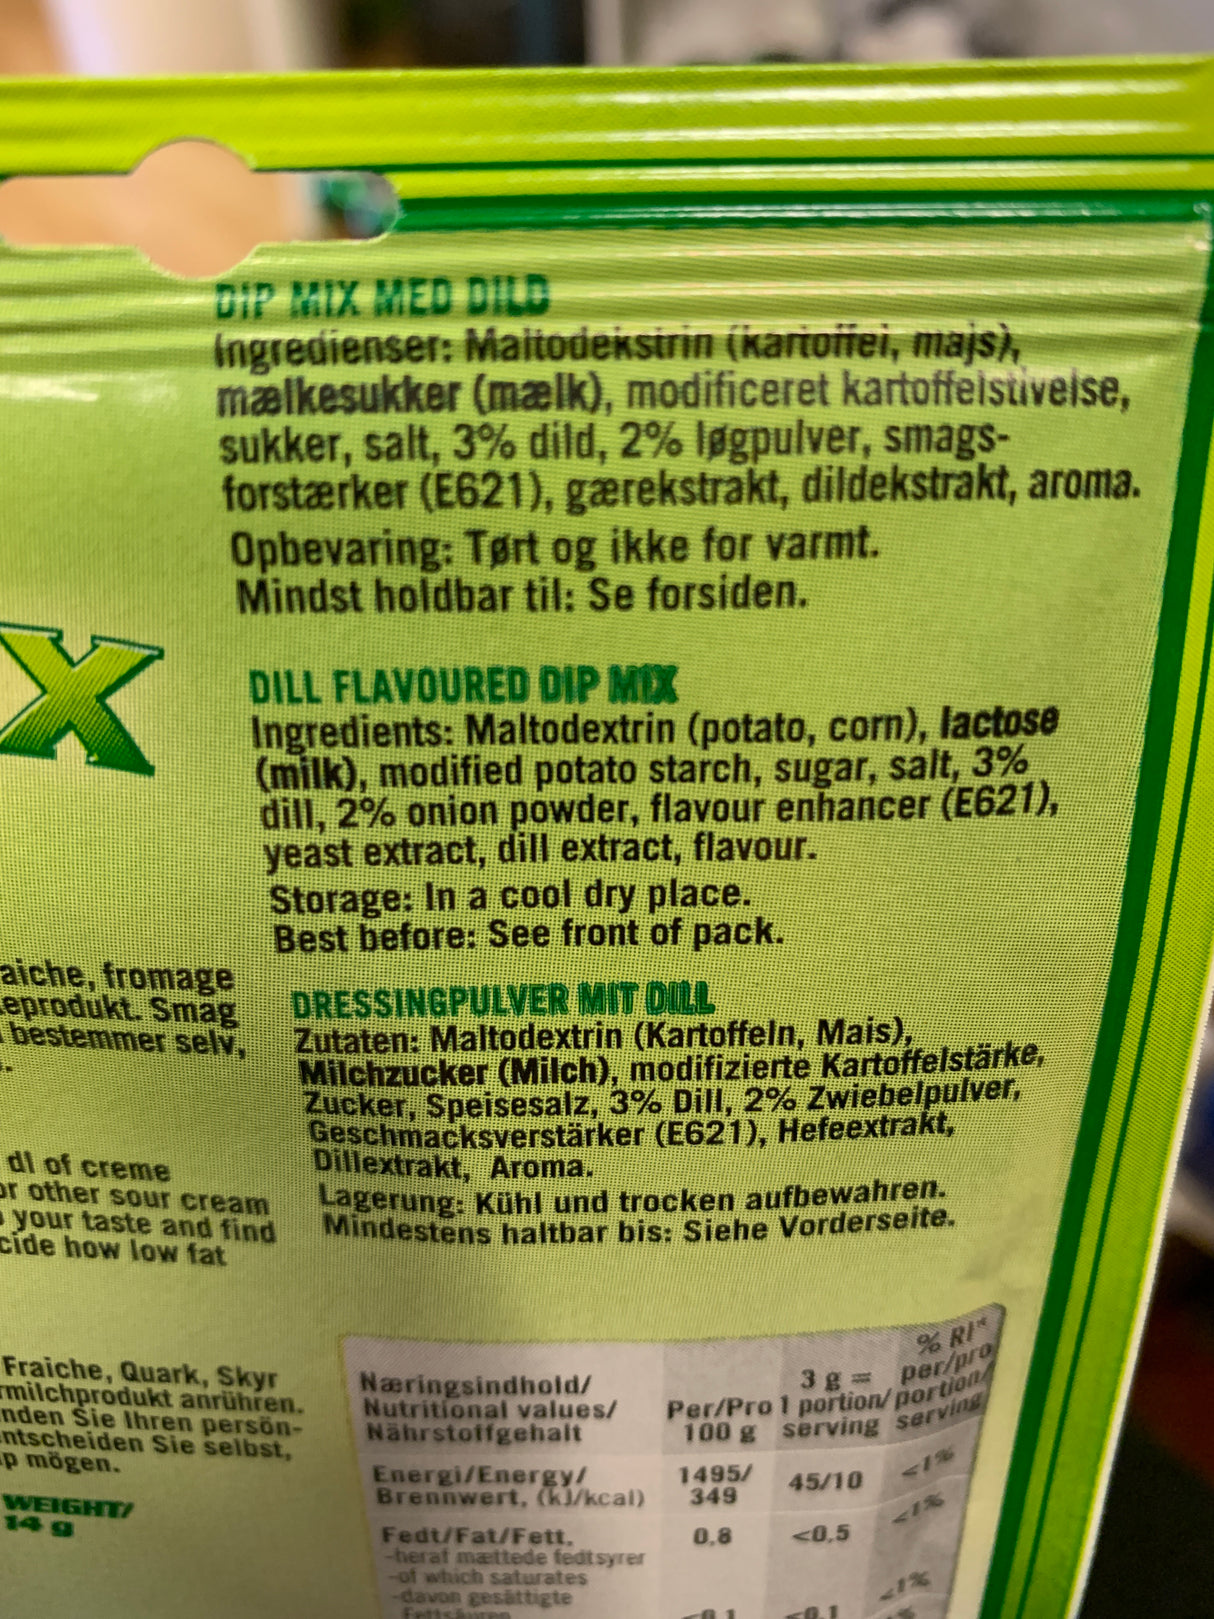 DIP MIX MED DILD
Ingredienser: Maltodekstrin (kartoffel, majs),
mælkesukker (mælk), modificeret kartoffelstivelse,
sukker, salt, 3% dild, 2% løgpulver, smags-
forstærker (E621), gærekstrakt, dildekstrakt, aroma.
Opbevaring: Tørt og ikke for varmt.
Mindst holdbar til: Se forsiden.
X
DILL FLAVOURED DIP MIX
Ingredients: Maltodextrin (potato, corn), lactose
(milk), modified potato starch, sugar, salt, 3%
dill, 2% onion powder, flavour enhancer (E621),
yeast extract, dill extract, flavour.
Storage: In a cool dry place.
Best before: See front of pack.
DRESSINGPULVER MIT DILL
Zutaten: Maltodextrin (Kartoffeln, Mais),
Milchzucker (Milch), modifizierte Kartoffelstärke,
Zucker, Speisesalz, 3% Dill, 2% Zwiebelpulver,
Geschmacksverstärker (E621), Hefeextrakt,
Dillextrakt, Aroma.
Lagerung: Kühl und trocken aufbewahren.
Mindestens haltbar bis: Siehe Vorderseite.
aiche, fromage
eprodukt. Smag
bestemmer selv,
dl of creme
or other sour cream
your taste and find
cide how low fat
Fraiche, Quark, Skyr
rmilchprodukt anrühren.
nden Sie Ihren persön-
entscheiden Sie selbst,
p mögen.
WEIGHT/
14 g
Næringsindhold/
Nutritional values/
Nährstoffgehalt
Per/Pro
100 g
3 g =
1 portion/
serving
% RI*
per/pro
portion/
serving
Energi/Energy/
Brennwert, (kJ/kcal)
1495/
349
45/10
<1%
Fedt/Fat/Fett,
0,8
<0,5
<1%
-heraf mættede fedtsyrer
-of which saturates
-davon gesättigte
Fettsäuren
<0,1
<0,1
<1%